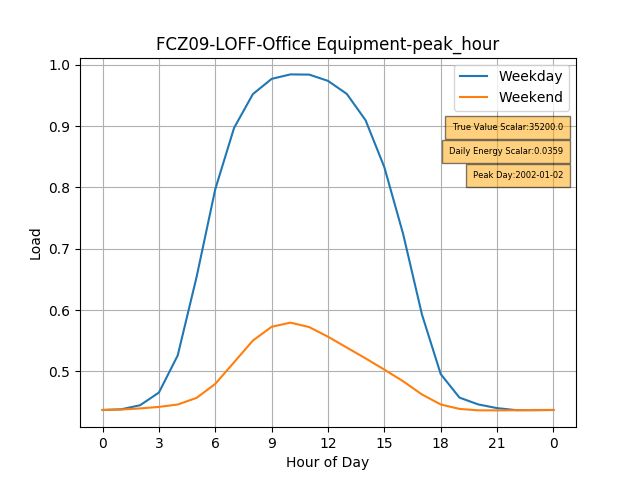 FCZ09-LOFF-Office Equipment-peak_hour
Weekday
Weekend
True Value Scalar:35200.0
Daily Energy Scalar:0.0359
Peak Day:2002-01-02
Load
1.0
0.9
0.8
0.7
0.6
0.5
0 3 6 9 12 15 18 21 0
Hour of Day